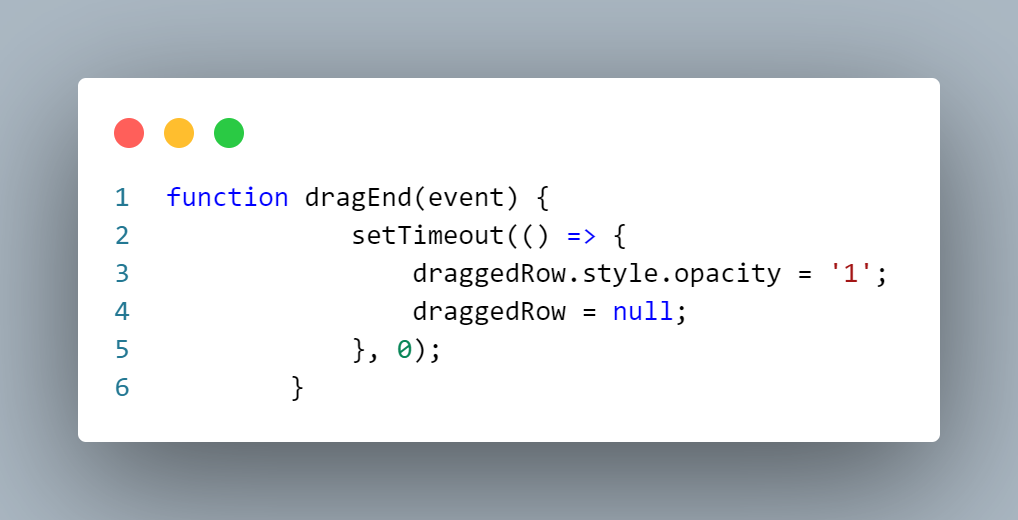 1 function dragEnd(event) {
2             setTimeout(() => {
3                 draggedRow.style.opacity = '1';
4                 draggedRow = null;
5             }, 0);
6         }